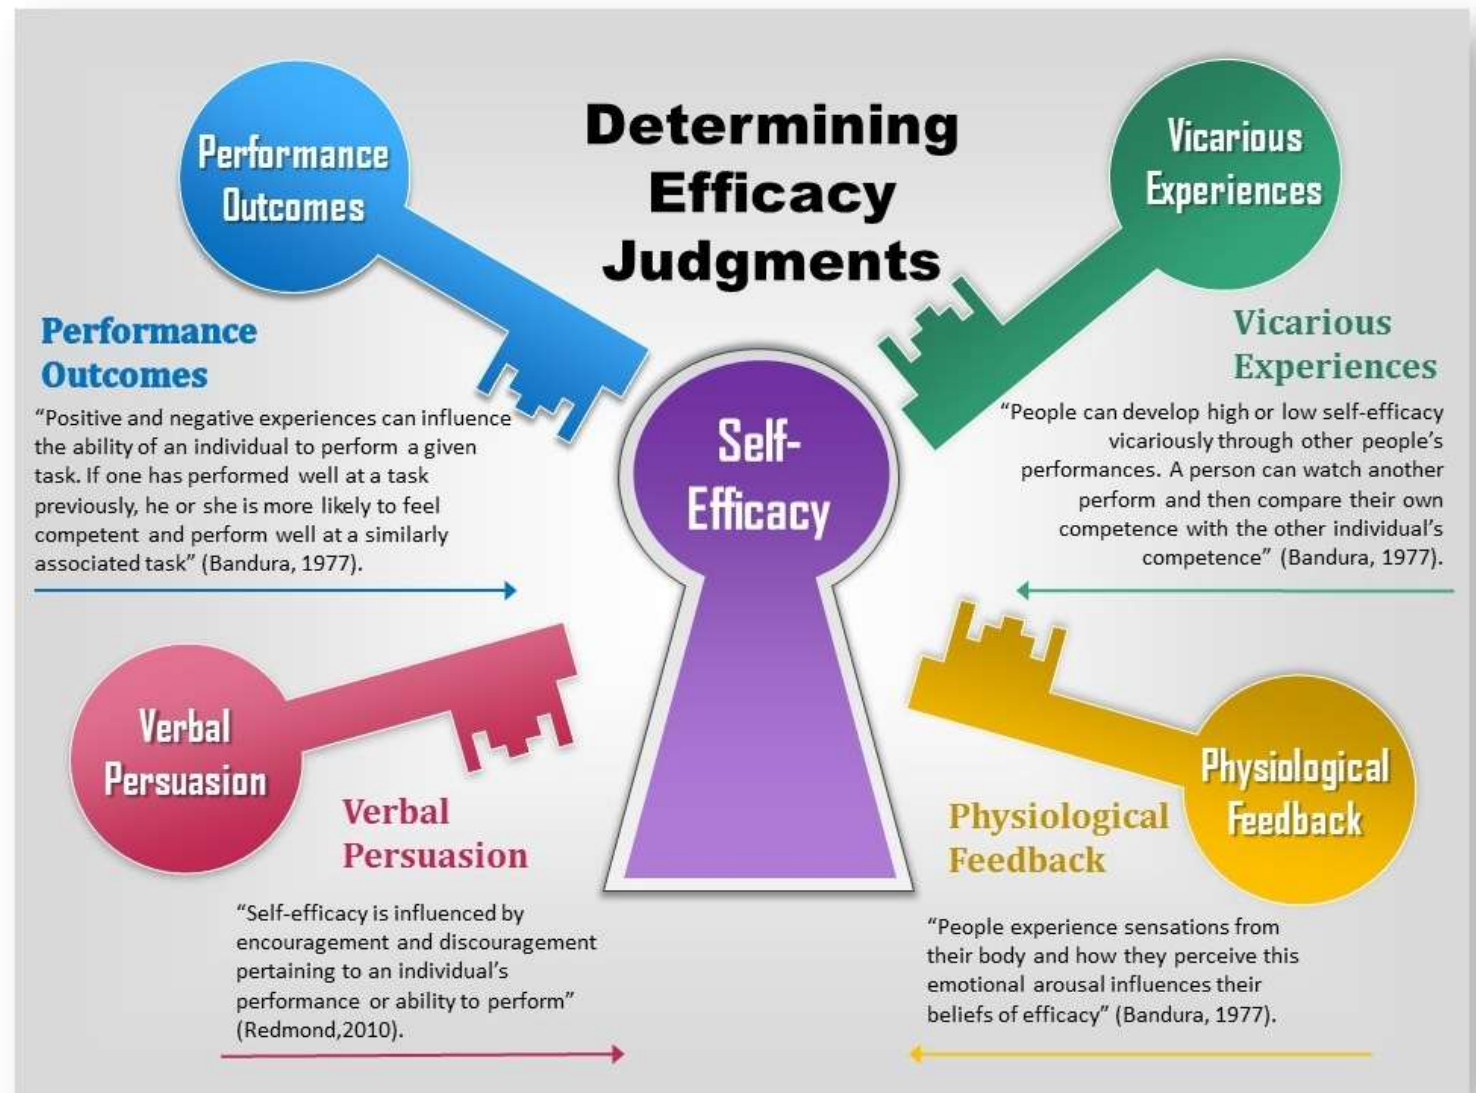 Determining
Efficacy
Judgments
Performance
Outcomes
Performance
Outcomes
“Positive and negative experiences can influence
the ability of an individual to perform a given
task. If one has performed well at a task
previously, he or she is more likely to feel
competent and perform well at a similarly
associated task” (Bandura, 1977).
Vicarious
Experiences
Vicarious
Experiences
“People can develop high or low self-efficacy
vicariously through other people’s
performances. A person can watch another
perform and then compare their own
competence with the other individual’s
competence” (Bandura, 1977).
Self-
Efficacy
Verbal
Persuasion
Verbal
Persuasion
“Self-efficacy is influenced by
encouragement and discouragement
pertaining to an individual’s
performance or ability to perform”
(Redmond,2010).
Physiological
Feedback
Physiological
Feedback
“People experience sensations from
their body and how they perceive this
emotional arousal influences their
beliefs of efficacy” (Bandura, 1977).